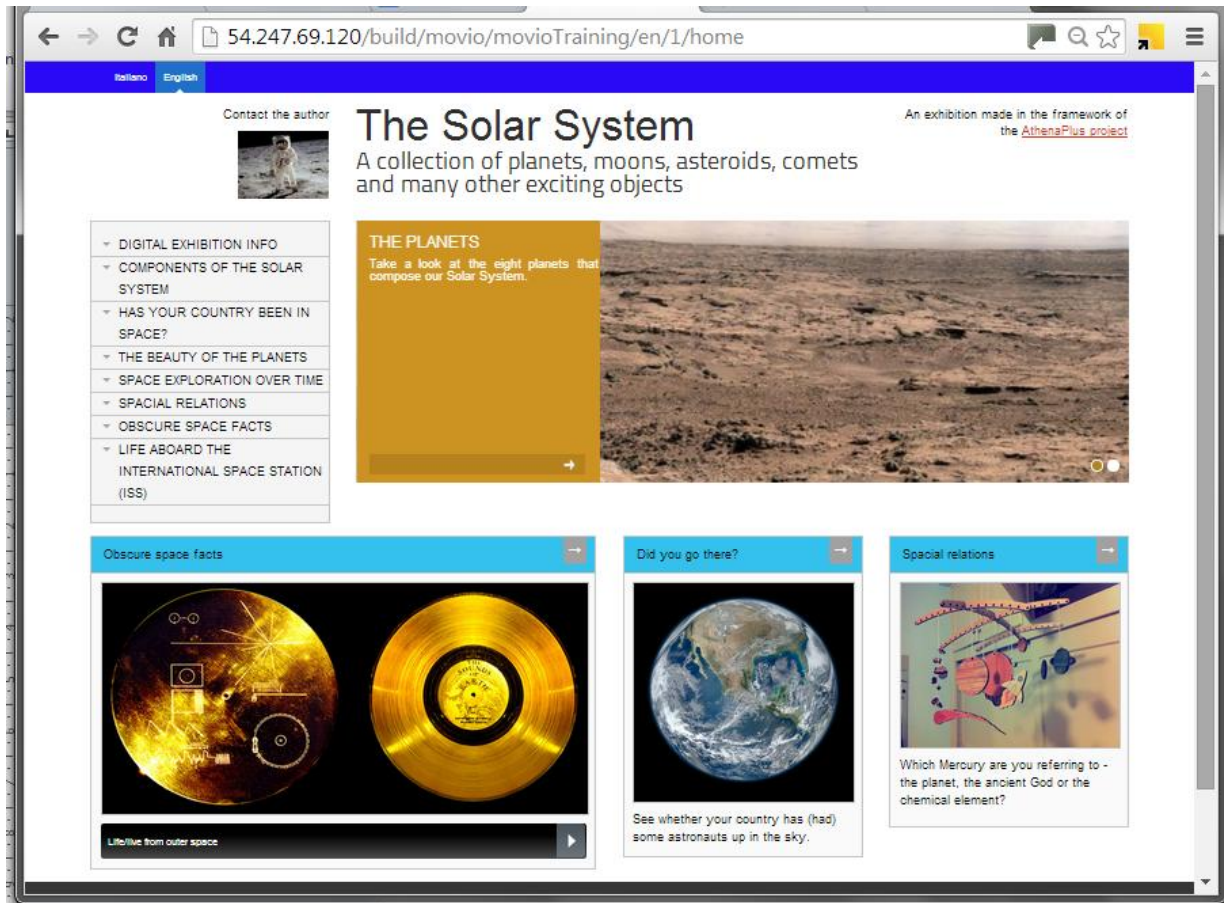 54.247.69.120/build/movio/movioTraining/en/1/home
Italiano English
Contact the author
The Solar System
A collection of planets, moons, asteroids, comets
and many other exciting objects
An exhibition made in the framework of
the AthenaPlus project
DIGITAL EXHIBITION INFO
COMPONENTS OF THE SOLAR
SYSTEM
HAS YOUR COUNTRY BEEN IN
SPACE?
THE BEAUTY OF THE PLANETS
SPACE EXPLORATION OVER TIME
SPACIAL RELATIONS
OBSCURE SPACE FACTS
LIFE ABOARD THE
INTERNATIONAL SPACE STATION
(ISS)
THE PLANETS
Take a look at the eight planets that
compose our Solar System.
Obscure space facts
THE
SOUNDS
OF
Life/live from outer space
Did you go there?
See whether your country has (had)
some astronauts up in the sky.
Spacial relations
Which Mercury are you referring to -
the planet, the ancient God or the
chemical element?